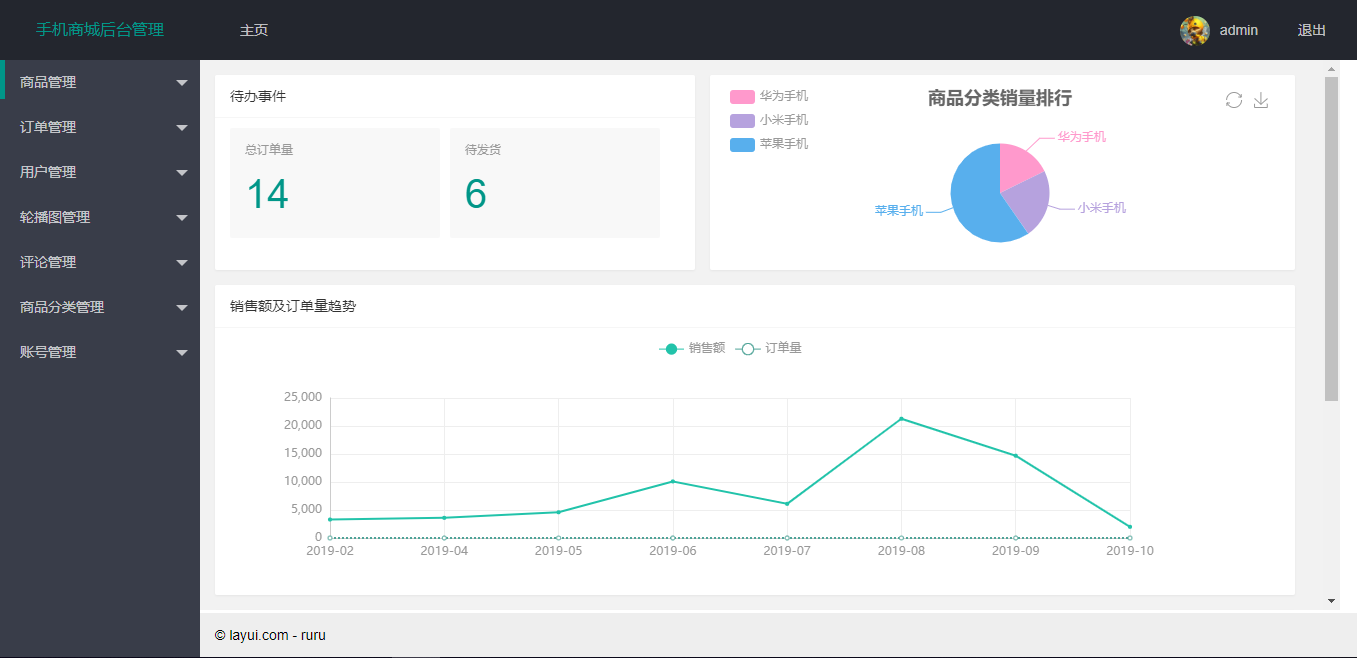 手机商城后台管理
主页
admin
退出
商品管理
订单管理
用户管理
轮播图管理
评论管理
商品分类管理
账号管理
待办事件
总订单量
14
待发货
6
华为手机
小米手机
苹果手机
商品分类销量排行
华为手机
小米手机
苹果手机
销售额及订单量趋势
销售额
订单量
25,000
20,000
15,000
10,000
5,000
0
2019-02 2019-04 2019-05 2019-06 2019-07 2019-08 2019-09 2019-10
© layui.com - ruru